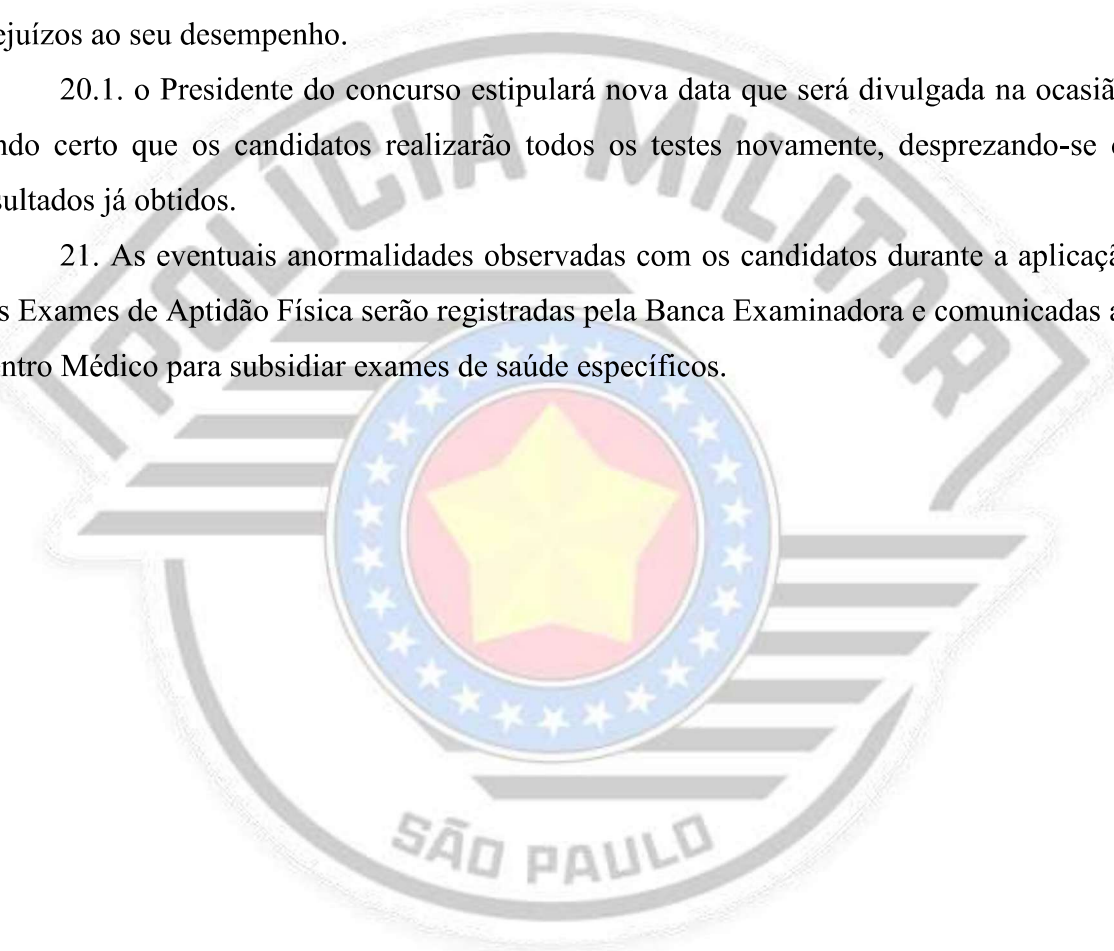 ejuízos ao seu desempenho.
20.1. o Presidente do concurso estipulará nova data que será divulgada na ocasiã
ndo certo que os candidatos realizarão todos os testes novamente, desprezando-se
sultados já obtidos.
21. As eventuais anormalidades observadas com os candidatos durante a aplicaçã
s Exames de Aptidão Física serão registradas pela Banca Examinadora e comunicadas a
entro Médico para subsidiar exames de saúde específicos.
POLÍCIA MILITAR
SÃO PAULO